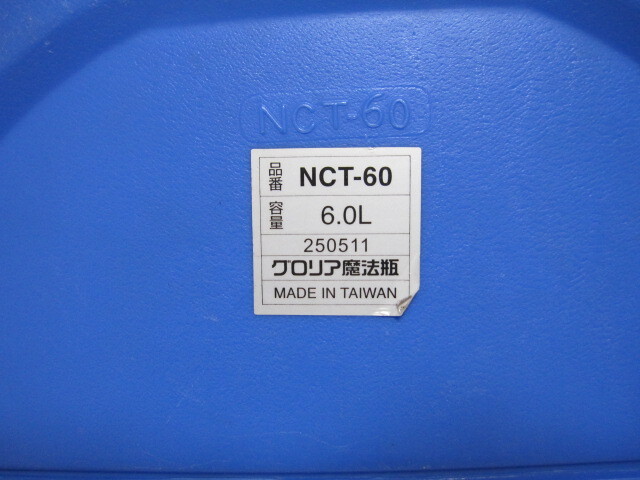 NCT-60
品番 NCT-60
容量 6.0L
250511
グロリア魔法瓶
MADE IN TAIWAN